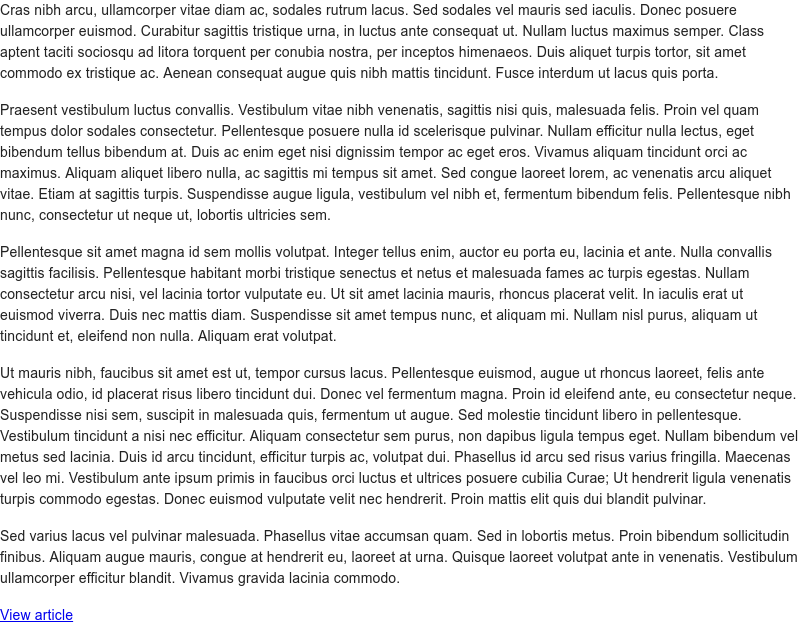 Cras nibh arcu, ullamcorper vitae diam ac, sodales rutrum lacus. Sed sodales vel mauris sed iaculis. Donec posuere
ullamcorper euismod. Curabitur sagittis tristique urna, in luctus ante consequat ut. Nullam luctus maximus semper. Class
aptent taciti sociosqu ad litora torquent per conubia nostra, per inceptos himenaeos. Duis aliquet turpis tortor, sit amet
commodo ex tristique ac. Aenean consequat augue quis nibh mattis tincidunt. Fusce interdum ut lacus quis porta.
Praesent vestibulum luctus convallis. Vestibulum vitae nibh venenatis, sagittis nisi quis, malesuada felis. Proin vel quam
tempus dolor sodales consectetur. Pellentesque posuere nulla id scelerisque pulvinar. Nullam efficitur nulla lectus, eget
bibendum tellus bibendum at. Duis ac enim eget nisi dignissim tempor ac eget eros. Vivamus aliquam tincidunt orci ac
maximus. Aliquam aliquet libero nulla, ac sagittis mi tempus sit amet. Sed congue laoreet lorem, ac venenatis arcu aliquet
vitae. Etiam at sagittis turpis. Suspendisse augue ligula, vestibulum vel nibh et, fermentum bibendum felis. Pellentesque nibh
nunc, consectetur ut neque ut, lobortis ultricies sem.
Pellentesque sit amet magna id sem mollis volutpat. Integer tellus enim, auctor eu porta eu, lacinia et ante. Nulla convallis
sagittis facilisis. Pellentesque habitant morbi tristique senectus et netus et malesuada fames ac turpis egestas. Nullam
consectetur arcu nisi, vel lacinia tortor vulputate eu. Ut sit amet lacinia mauris, rhoncus placerat velit. In iaculis erat ut
euismod viverra. Duis nec mattis diam. Suspendisse sit amet tempus nunc, et aliquam mi. Nullam nisl purus, aliquam ut
tincidunt et, eleifend non nulla. Aliquam erat volutpat.
Ut mauris nibh, faucibus sit amet est ut, tempor cursus lacus. Pellentesque euismod, augue ut rhoncus laoreet, felis ante
vehicula odio, id placerat risus libero tincidunt dui. Donec vel fermentum magna. Proin id eleifend ante, eu consectetur neque.
Suspendisse nisi sem, suscipit in malesuada quis, fermentum ut augue. Sed molestie tincidunt libero in pellentesque.
Vestibulum tincidunt a nisi nec efficitur. Aliquam consectetur sem purus, non dapibus ligula tempus eget. Nullam bibendum vel
metus sed lacinia. Duis id arcu tincidunt, efficitur turpis ac, volutpat dui. Phasellus id arcu sed risus varius fringilla. Maecenas
vel leo mi. Vestibulum ante ipsum primis in faucibus orci luctus et ultrices posuere cubilia Curae; Ut hendrerit ligula venenatis
turpis commodo egestas. Donec euismod vulputate velit nec hendrerit. Proin mattis elit quis dui blandit pulvinar.
Sed varius lacus vel pulvinar malesuada. Phasellus vitae accumsan quam. Sed in lobortis metus. Proin bibendum sollicitudin
finibus. Aliquam augue mauris, congue at hendrerit eu, laoreet at urna. Quisque laoreet volutpat ante in venenatis. Vestibulum
ullamcorper efficitur blandit. Vivamus gravida lacinia commodo.
View article